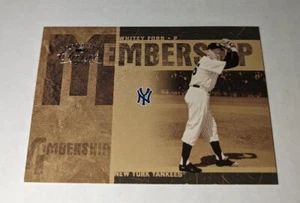 WHITEY FORD • P
MEMBERSHIP
NY
MEMBERSHIP
NEW YORK YANKEES